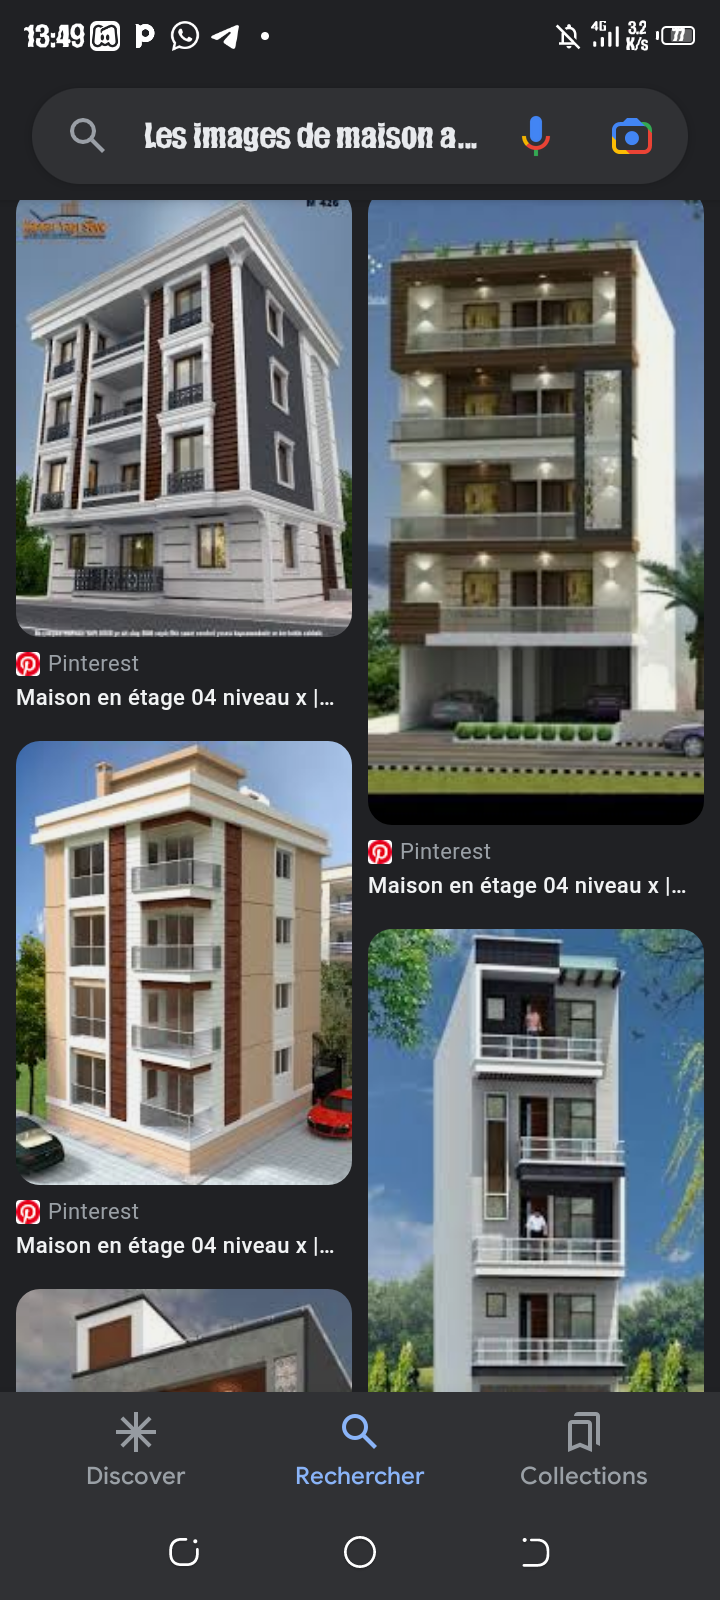 13:49
4G 3.2 K/s 77
Les images de maison a...
M 426
Pinterest
Maison en étage 04 niveau x |...
Pinterest
Maison en étage 04 niveau x |...
Pinterest
Maison en étage 04 niveau x |...
Discover
Rechercher
Collections